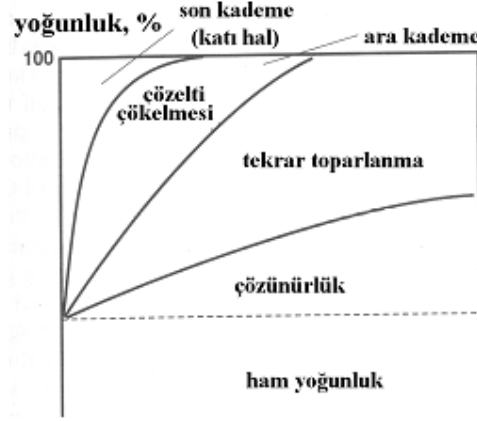 yoğunluk, %
son kademe
(katı hal)
ara kademe
100
çözelti
çökelmesi
tekrar toparlanma
çözünürlük
ham yoğunluk